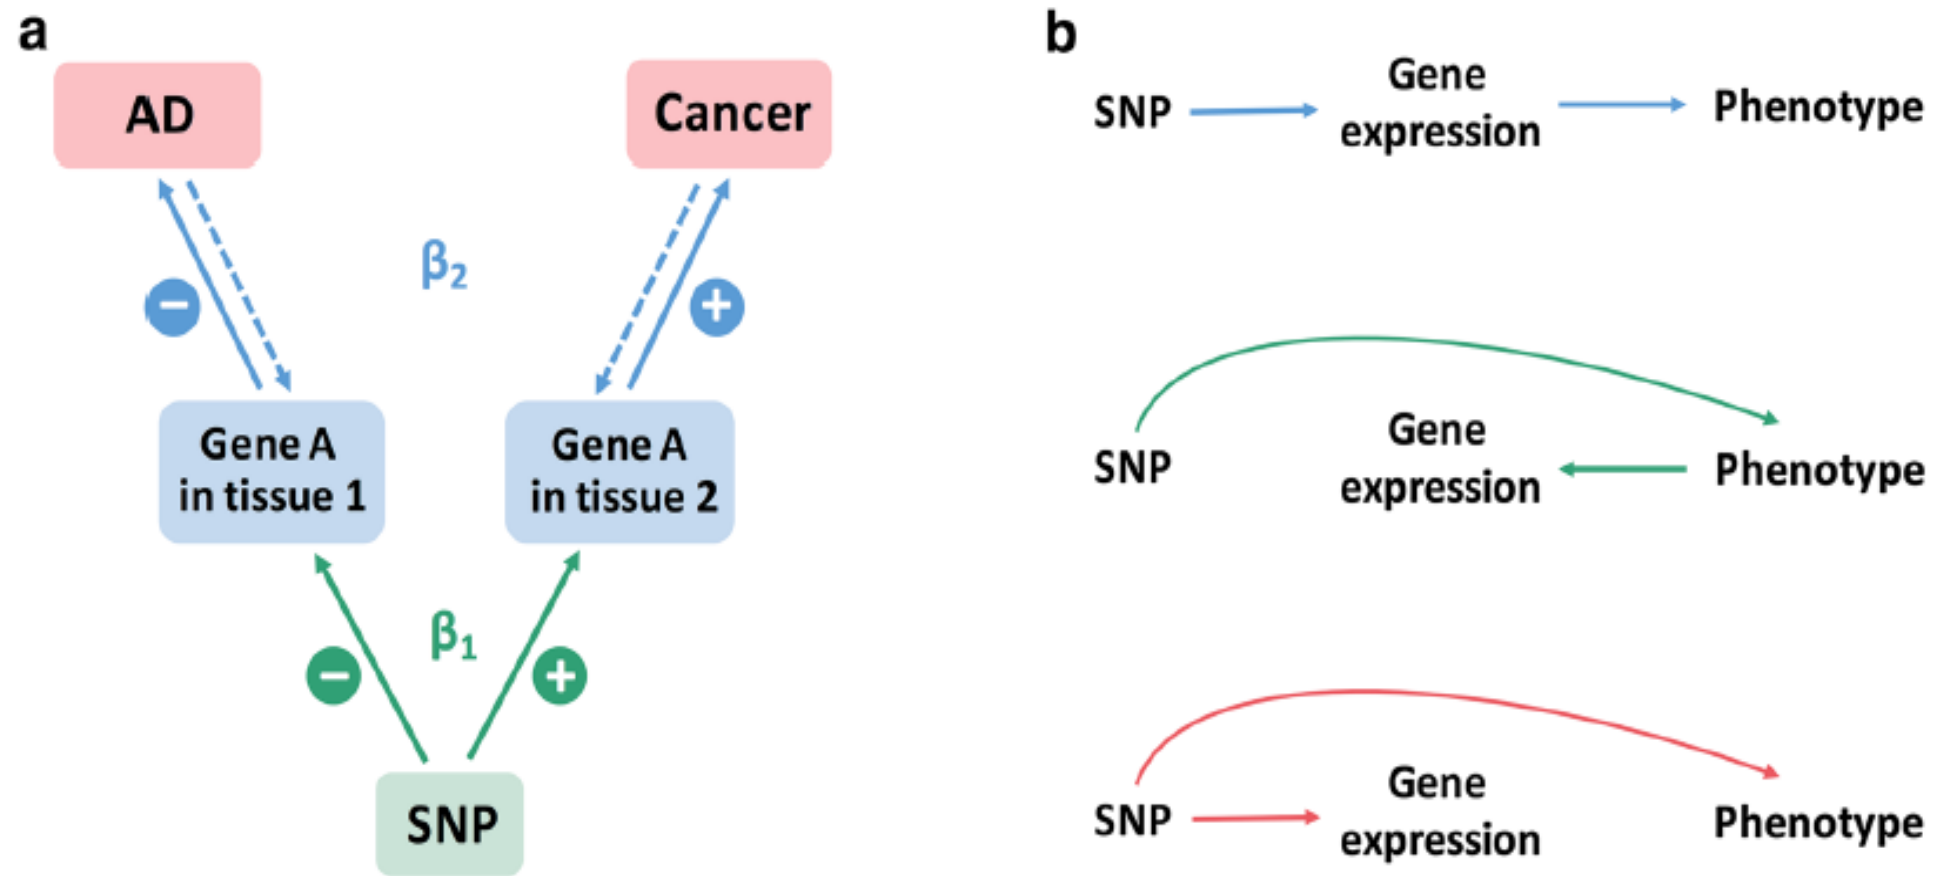 a
AD
Cancer
β2
−
+
Gene A
in tissue 1
Gene A
in tissue 2
β1
−
+
SNP
b
SNP
Gene
expression
Phenotype
SNP
Gene
expression
Phenotype
SNP
Gene
expression
Phenotype